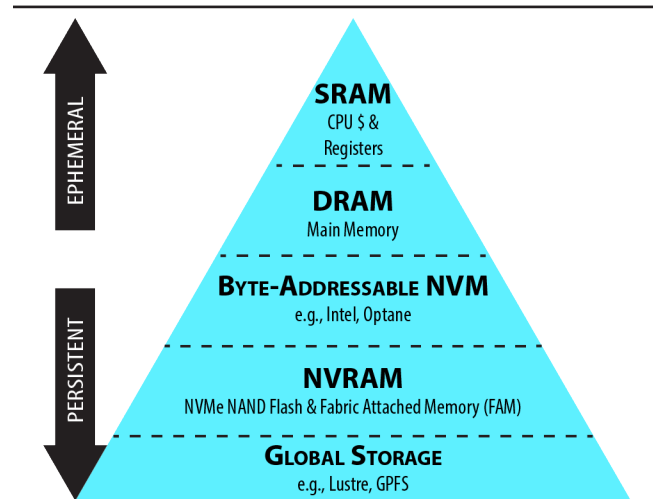 EPHEMERAL
PERSISTENT
SRAM
CPU $ &
Registers
DRAM
Main Memory
BYTE-ADDRESSABLE NVM
e.g., Intel, Optane
NVRAM
NVMe NAND Flash & Fabric Attached Memory (FAM)
GLOBAL STORAGE
e.g., Lustre, GPFS